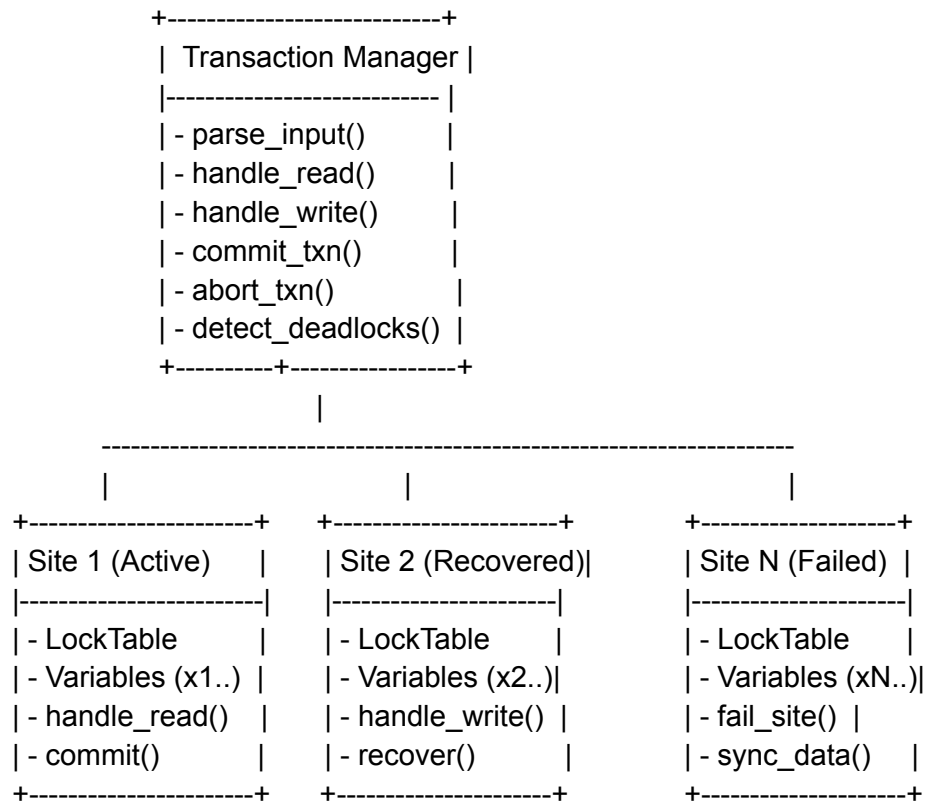 +----------------------------+
| Transaction Manager |
|---------------------------- |
| - parse_input() |
| - handle_read() |
| - handle_write() |
| - commit_txn() |
| - abort_txn() |
| - detect_deadlocks() |
+----------+-----------------+
|
-----------------------------------------------------------------------
| | |
+-----------------------+ +-----------------------+ +--------------------+
| Site 1 (Active) | | Site 2 (Recovered)| | Site N (Failed) |
|-------------------------| |-----------------------| |----------------------|
| - LockTable | | - LockTable | | - LockTable |
| - Variables (x1..) | | - Variables (x2..)| | - Variables (xN..)|
| - handle_read() | | - handle_write() | | - fail_site() |
| - commit() | | - recover() | | - sync_data() |
+-----------------------+ +----------------------+ +---------------------+